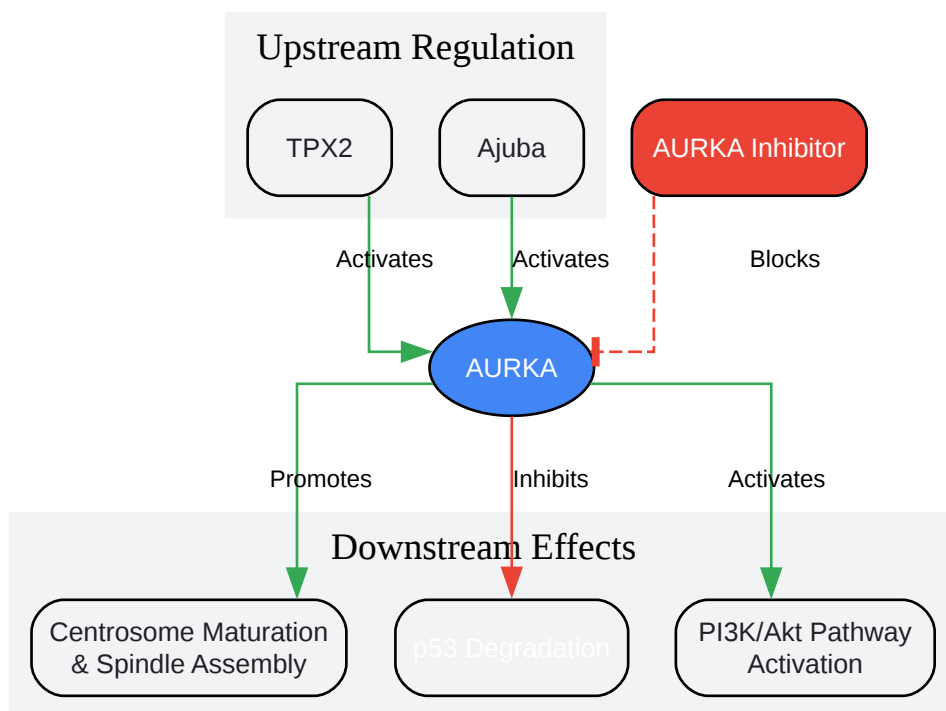 Upstream Regulation
TPX2
Ajuba
AURKA Inhibitor
Activates
Activates
Blocks
AURKA
Promotes
Inhibits
Activates
Downstream Effects
Centrosome Maturation
& Spindle Assembly
p53 Degradation
PI3K/Akt Pathway
Activation